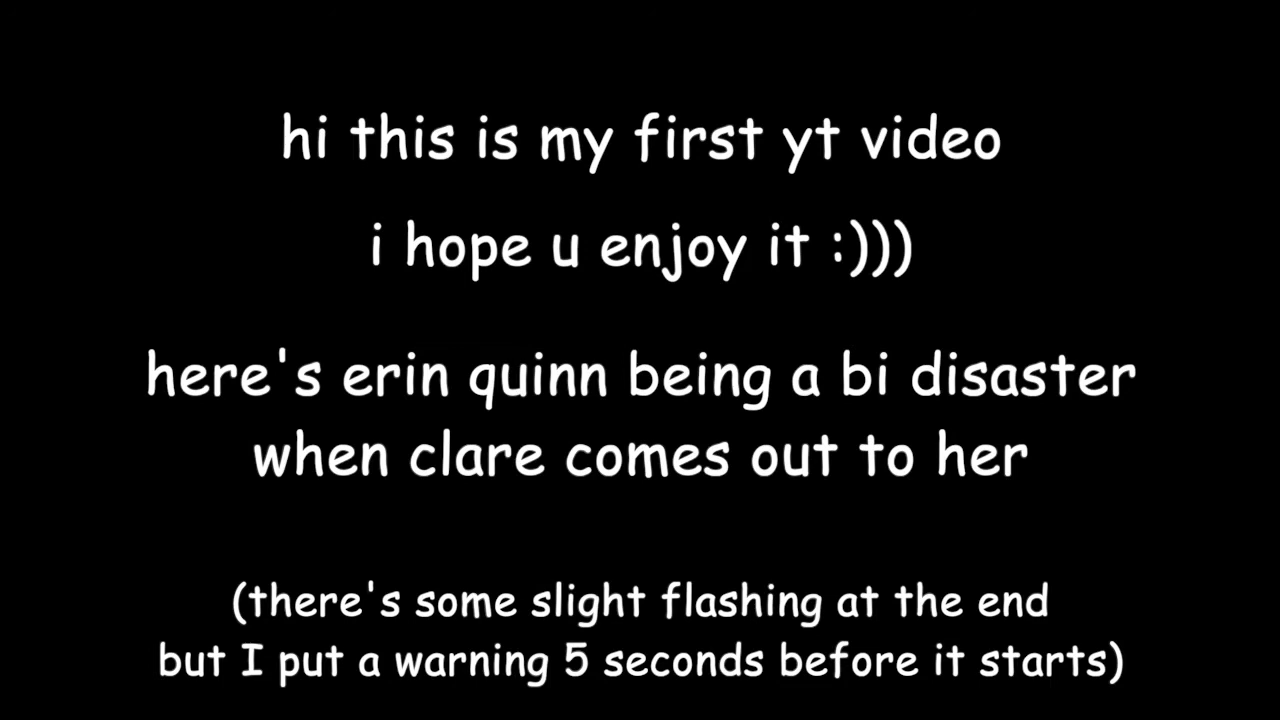 hi this is my first yt video
i hope u enjoy it :)))
here's erin quinn being a bi disaster
when clare comes out to her
(there's some slight flashing at the end
but I put a warning 5 seconds before it starts)